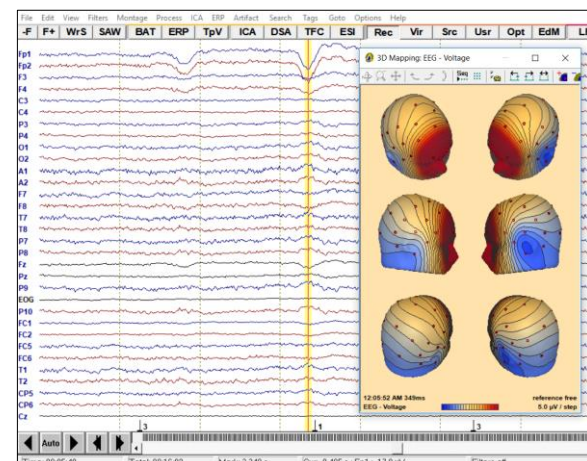 File Edit View Filters Montage Process ICA ERP Artifact Search Tags Goto Options Help
-F F+ WrS SAW BAT ERP TpV ICA DSA TFC ESI Rec Vir Src Usr Opt EdM
3D Mapping: EEG - Voltage
Seq
Fp1
Fp2
F3
F4
C3
C4
P3
P4
O1
O2
A1
A2
F7
F8
T7
T8
P7
P8
Fz
Pz
P9
EOG
P10
FC1
FC2
FC5
FC6
T1
T2
CP5
CP6
Cz
12:05:52 AM 349ms
reference free
EEG - Voltage
5.0 µV / step
3
1
3
Auto